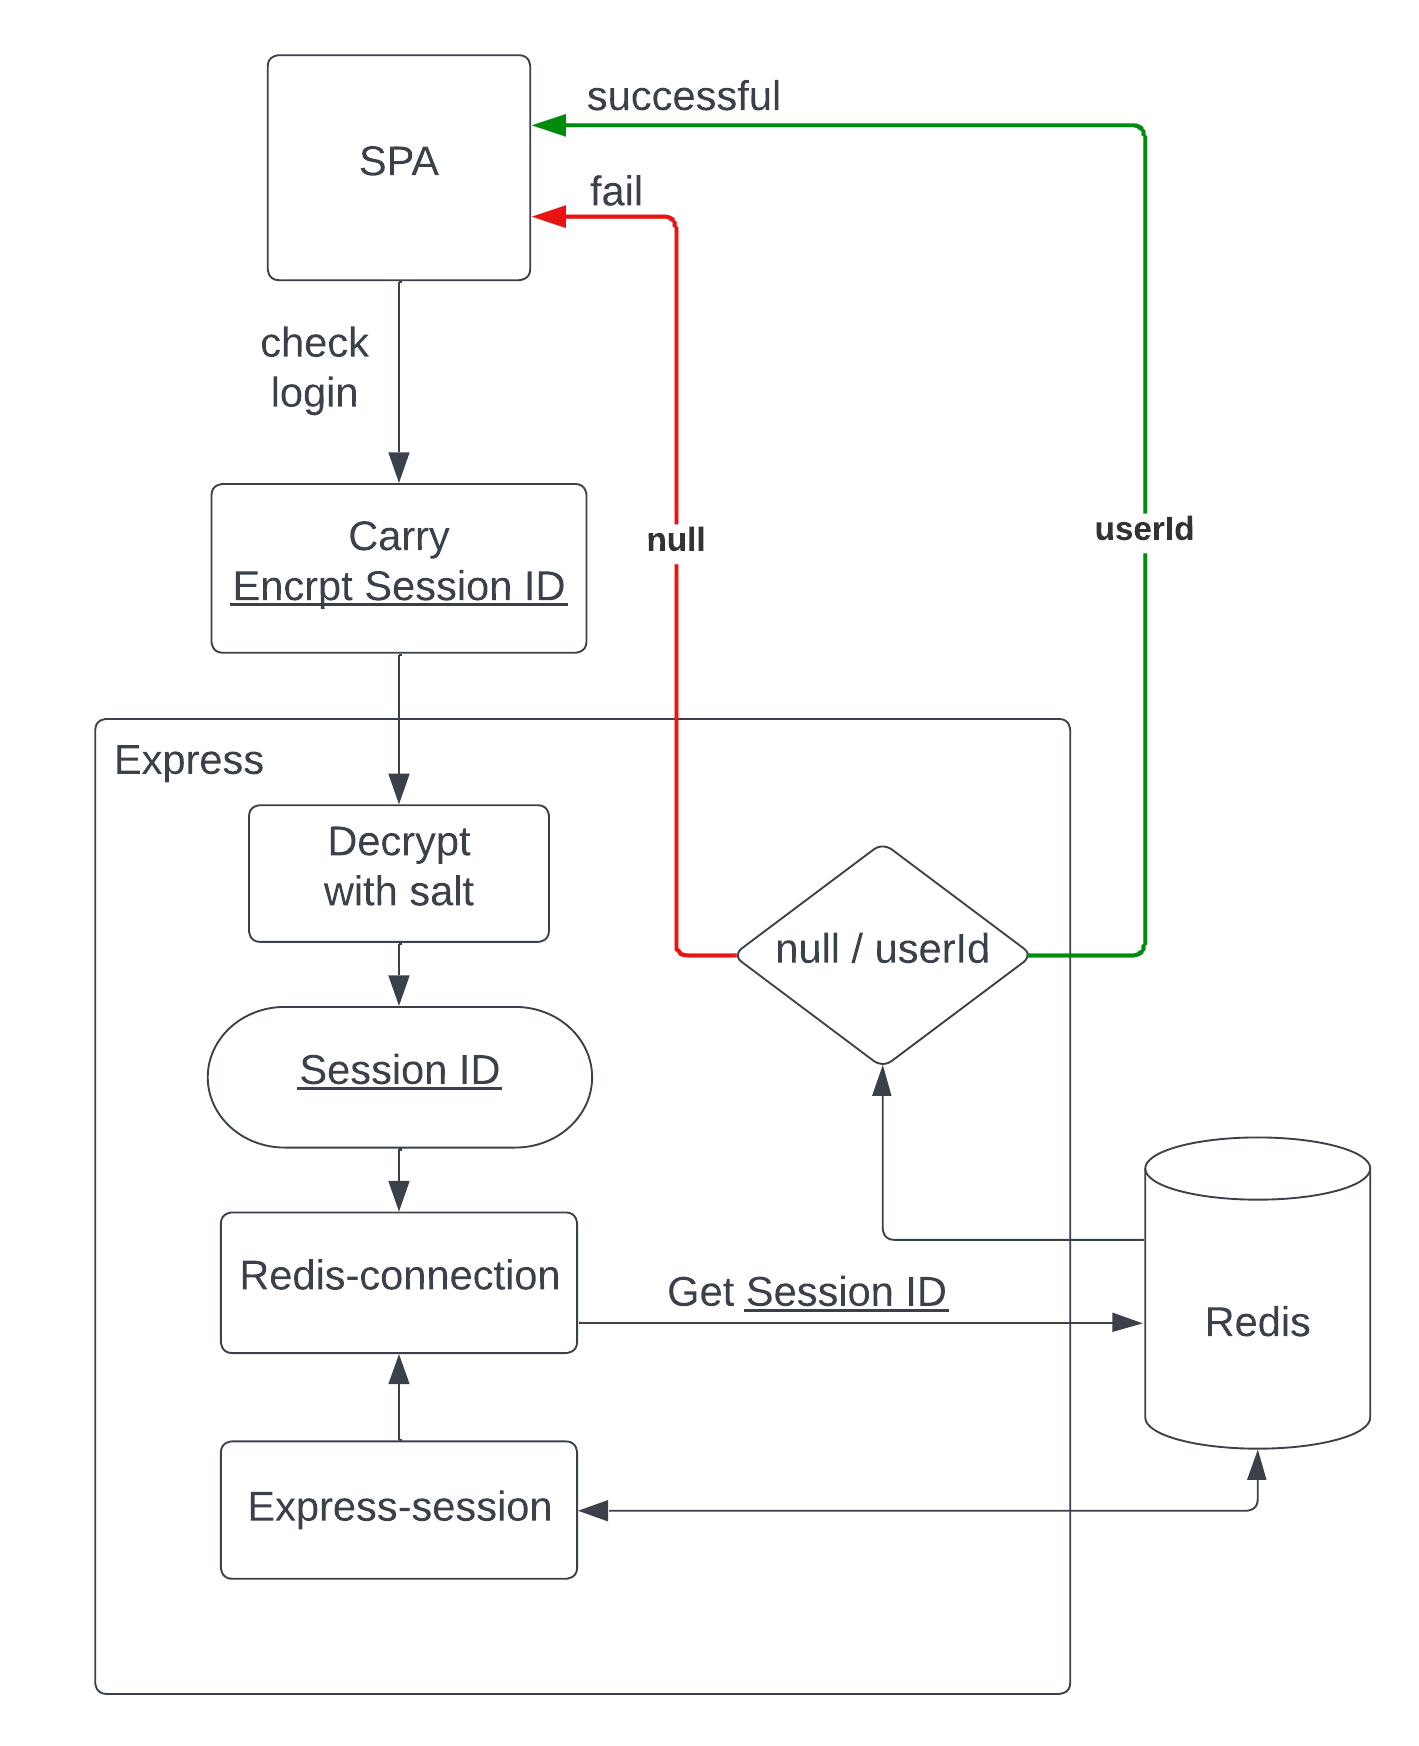 successful
SPA
fail
check
login
Carry
Encrpt Session ID
null
userId
Express
Decrypt
with salt
null / userId
Session ID
Redis-connection
Get Session ID
Redis
Express-session